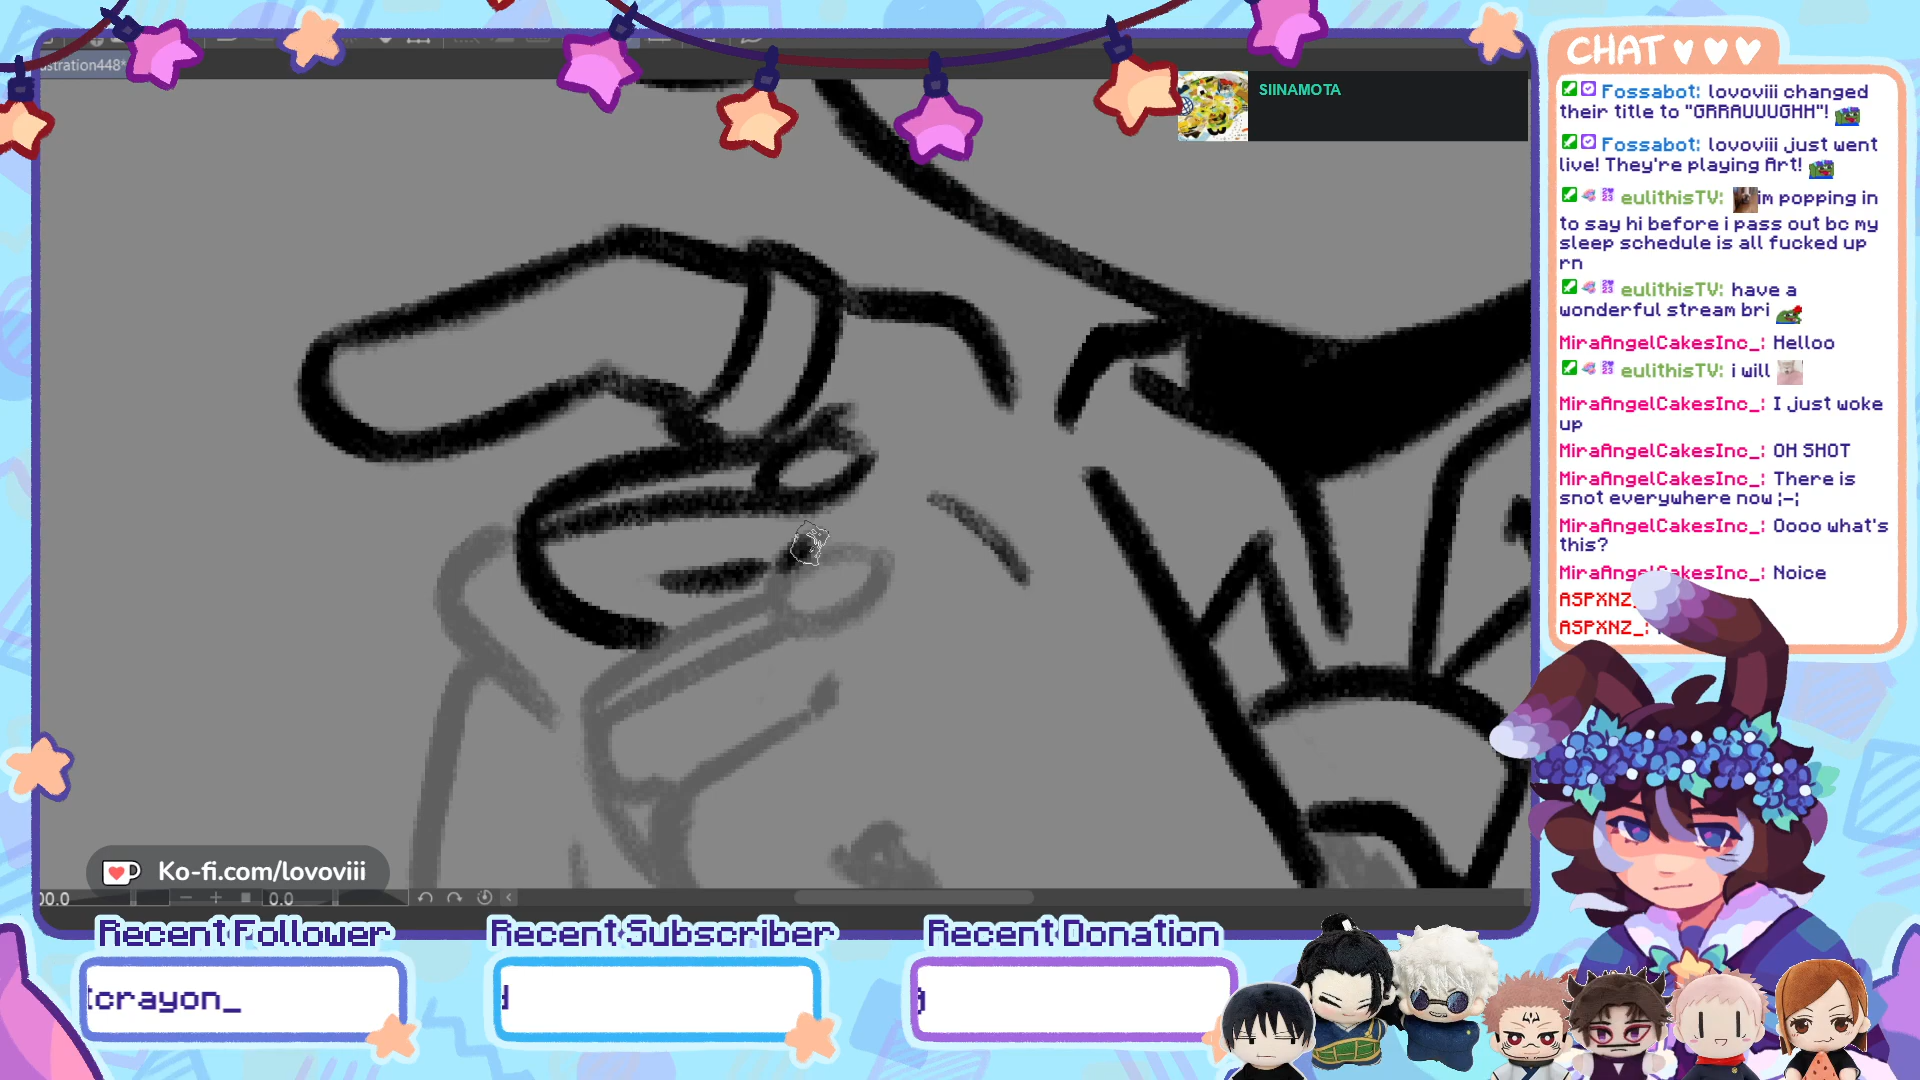 ustration448*
SIINAMOTA
CHAT
Fossabot: lovoviii changed
their title to "GRRAUUUGHH"!
Fossabot: lovoviii just went
live! They're playing Art!
eulithisTV: im popping in
to say hi before i pass out bc my
sleep schedule is all fucked up
rn
eulithisTV: have a
wonderful stream bri
MiraAngelCakesInc_: Helloo
eulithisTV: i will
MiraAngelCakesInc_: I just woke
up
MiraAngelCakesInc_: OH SHOT
MiraAngelCakesInc_: There is
snot everywhere now ;-;
MiraAngelCakesInc_: Oooo what's
this?
MiraAngelCakesInc_: Noice
ASPXNZ_
ASPXNZ_:
Ko-fi.com/lovoviii
00.0
0.0
Recent Follower
Recent Subscriber
Recent Donation
crayon_